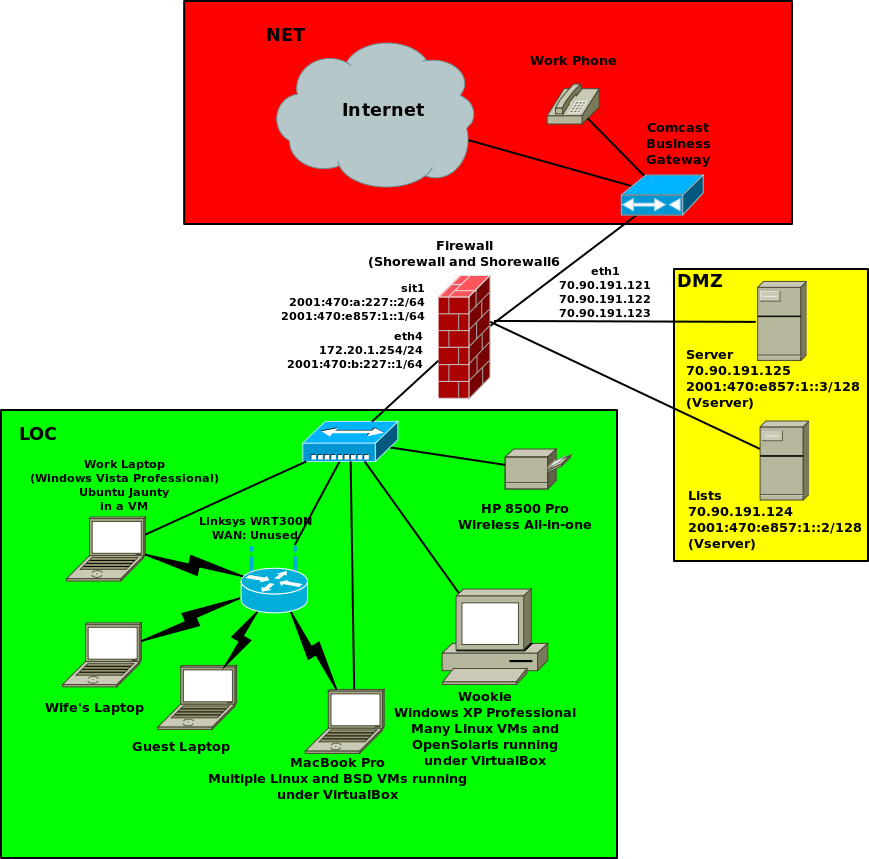 NET
Internet
Work Phone
Comcast
Business
Gateway
Firewall
(Shorewall and Shorewall6
sit1
2001:470:a:227::2/64
2001:470:e857:1::1/64
eth4
172.20.1.254/24
2001:470:b:227::1/64
eth1
70.90.191.121
70.90.191.122
70.90.191.123
DMZ
Server
70.90.191.125
2001:470:e857:1::3/128
(Vserver)
Lists
70.90.191.124
2001:470:e857:1::2/128
(Vserver)
LOC
Work Laptop
(Windows Vista Professional)
Ubuntu Jaunty
in a VM
Linksys WRT300N
WAN: Unused
HP 8500 Pro
Wireless All-in-one
Wife's Laptop
Guest Laptop
MacBook Pro
Multiple Linux and BSD VMs running
under VirtualBox
Wookie
Windows XP Professional
Many Linux VMs and
OpenSolaris running
under VirtualBox